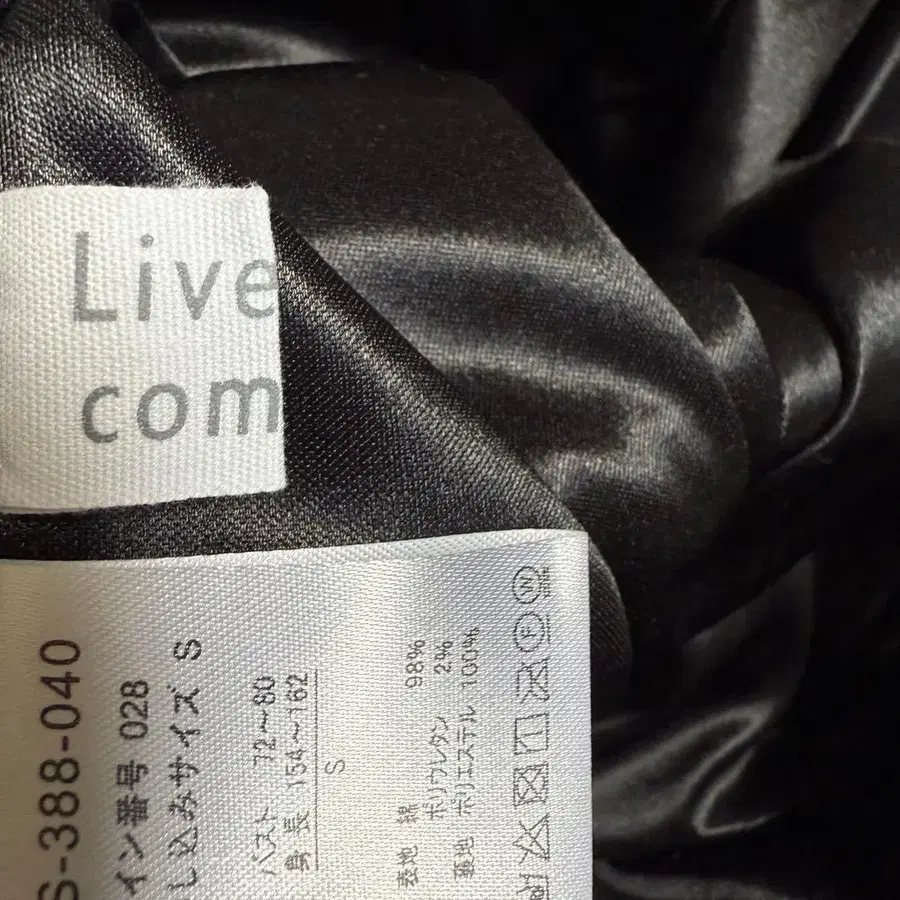 Live
com
S-388-040
イン番号 028
し込みサイズ S
バスト 72~80
身長 154~162
S
表地 綿 98%
ポリウレタン 2%
裏地 ポリエステル 100%
F
W